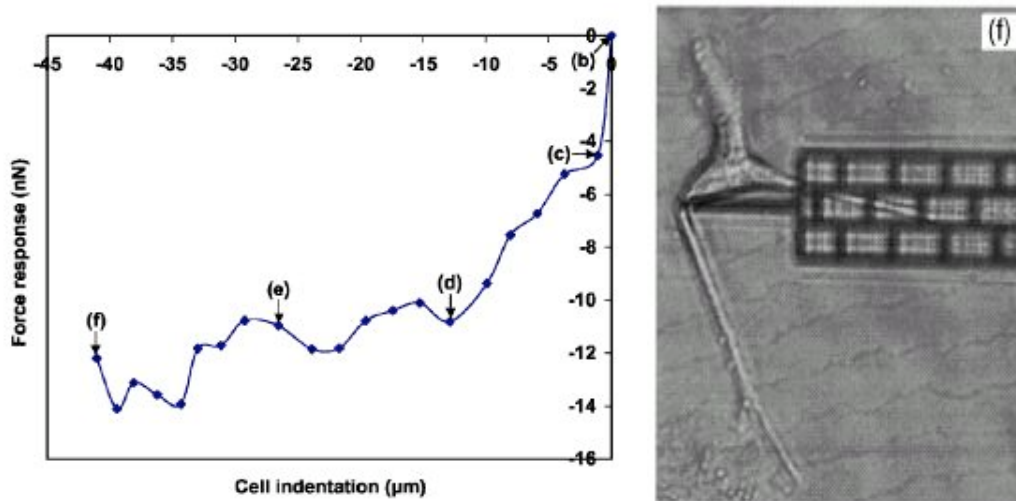 0
-45 -40 -35 -30 -25 -20 -15 -10 -5 0
(b)
-2
-4
(c)
-6
-8
(d)
(e)
-10
(f)
-12
-14
-16
Force response (nN)
Cell indentation (µm)
(f)